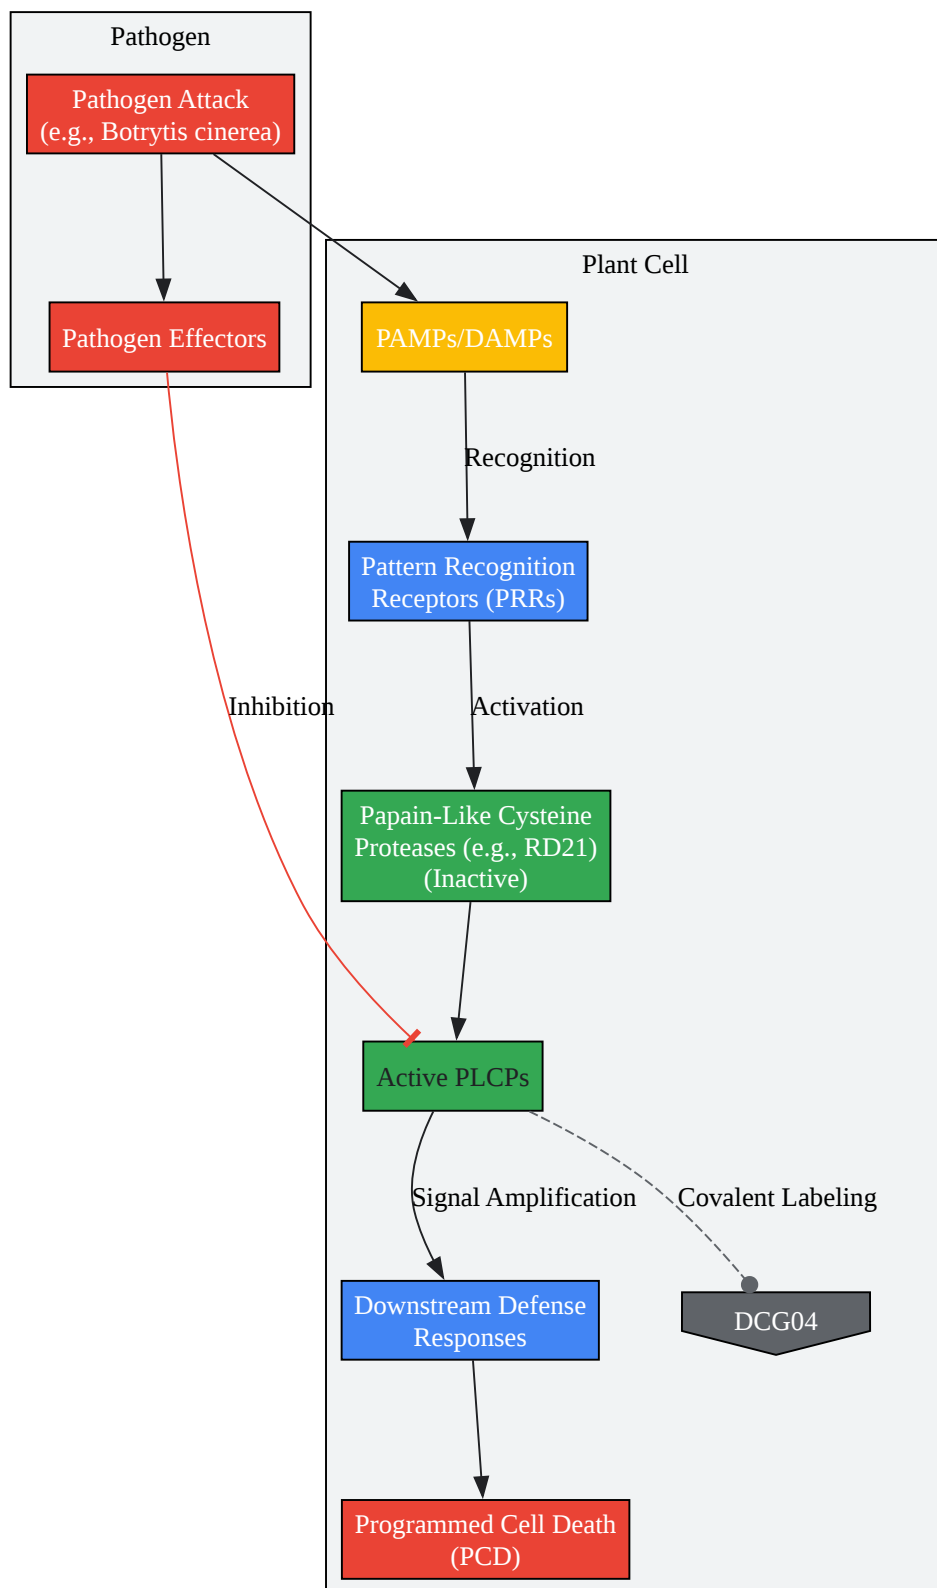 Pathogen
Pathogen Attack
(e.g., Botrytis cinerea)
Plant Cell
Pathogen Effectors
PAMPs/DAMPs
Recognition
Pattern Recognition
Receptors (PRRs)
Inhibition
Activation
Papain-Like Cysteine
Proteases (e.g., RD21)
(Inactive)
Active PLCPs
Signal Amplification
Covalent Labeling
Downstream Defense
Responses
DCG04
Programmed Cell Death
(PCD)